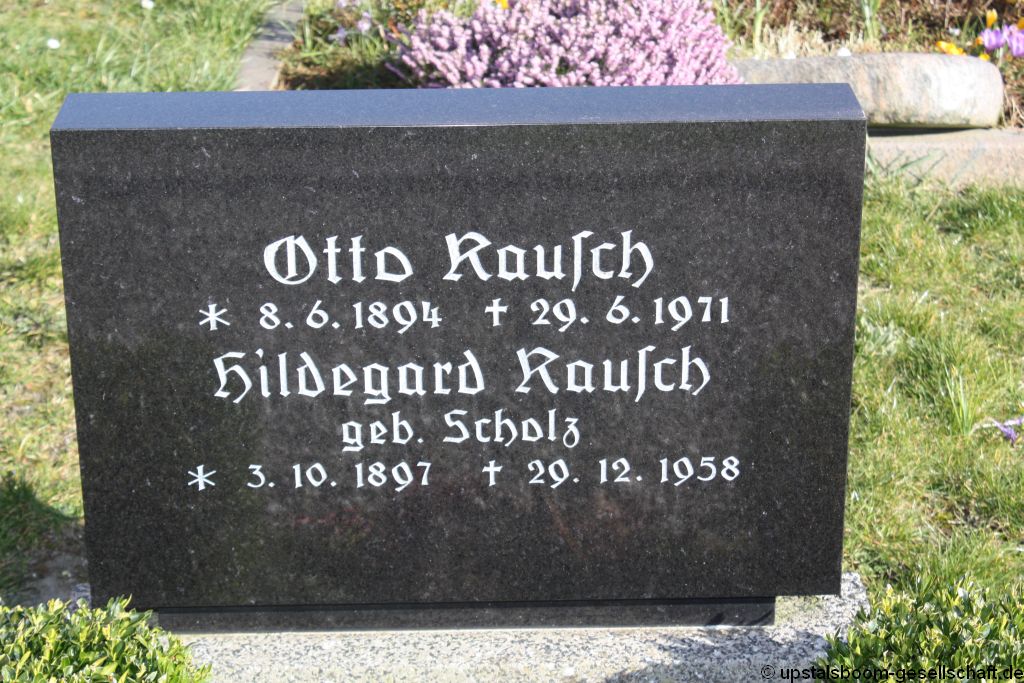 Otto Rauſch
* 8. 6. 1894 † 29. 6. 1971
Hildegard Rauſch
geb. Scholz
* 3. 10. 1897 † 29. 12. 1958
© upstalsboom-gesellschaft.de